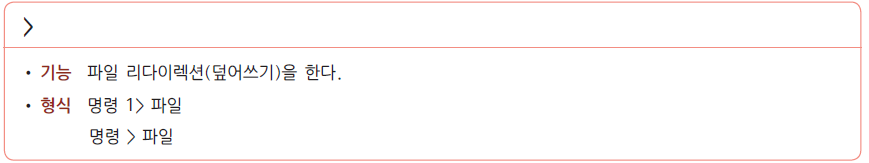 >
• 기능 파일 리다이렉션(덮어쓰기)을 한다.
• 형식 명령 1> 파일
명령 > 파일